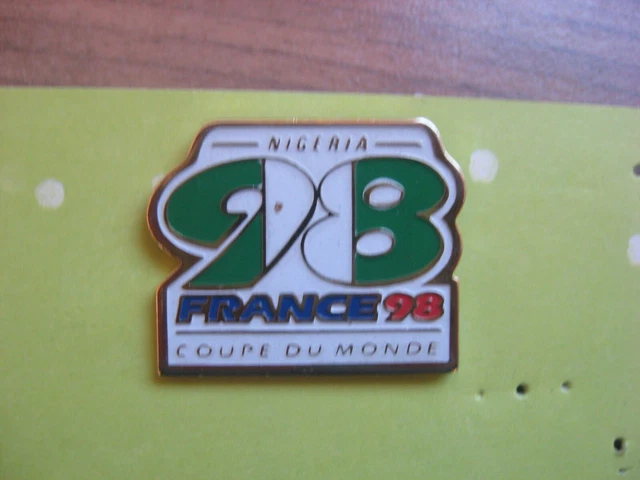 NIGERIA
98
FRANCE 98
COUPE DU MONDE